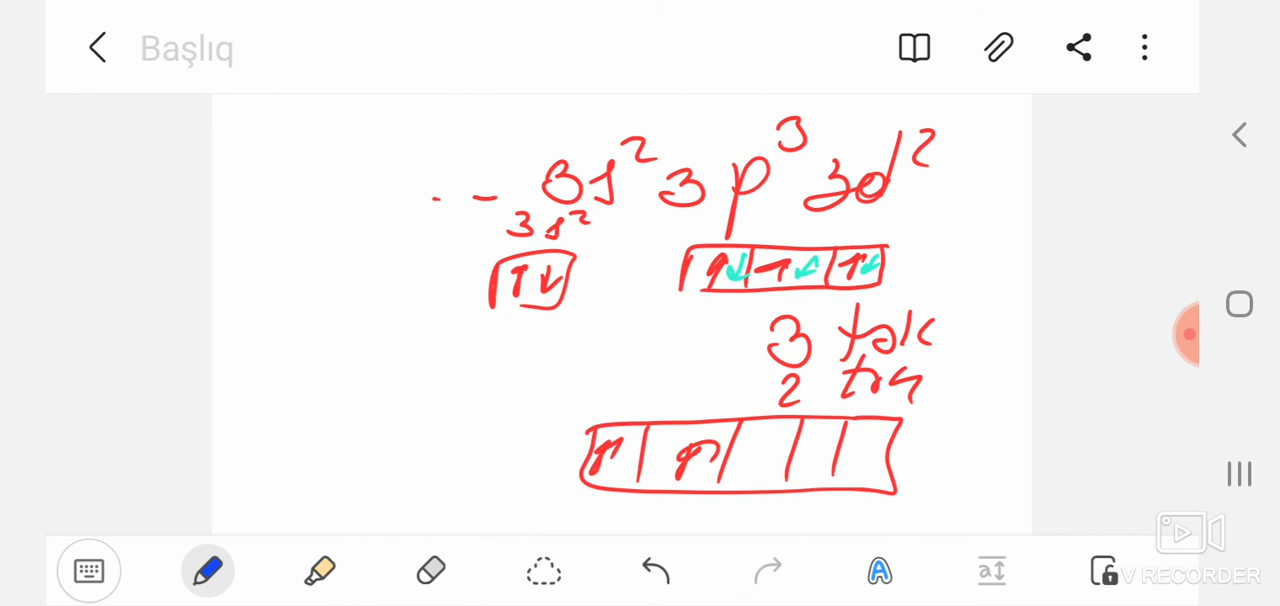 Başlıq
.. 3s² 3p³ 3d²
3s²
↑↓ ↑↓ ↑↓ ↑↓
3 tək
2 tək
↑ ↑
V RECORDER